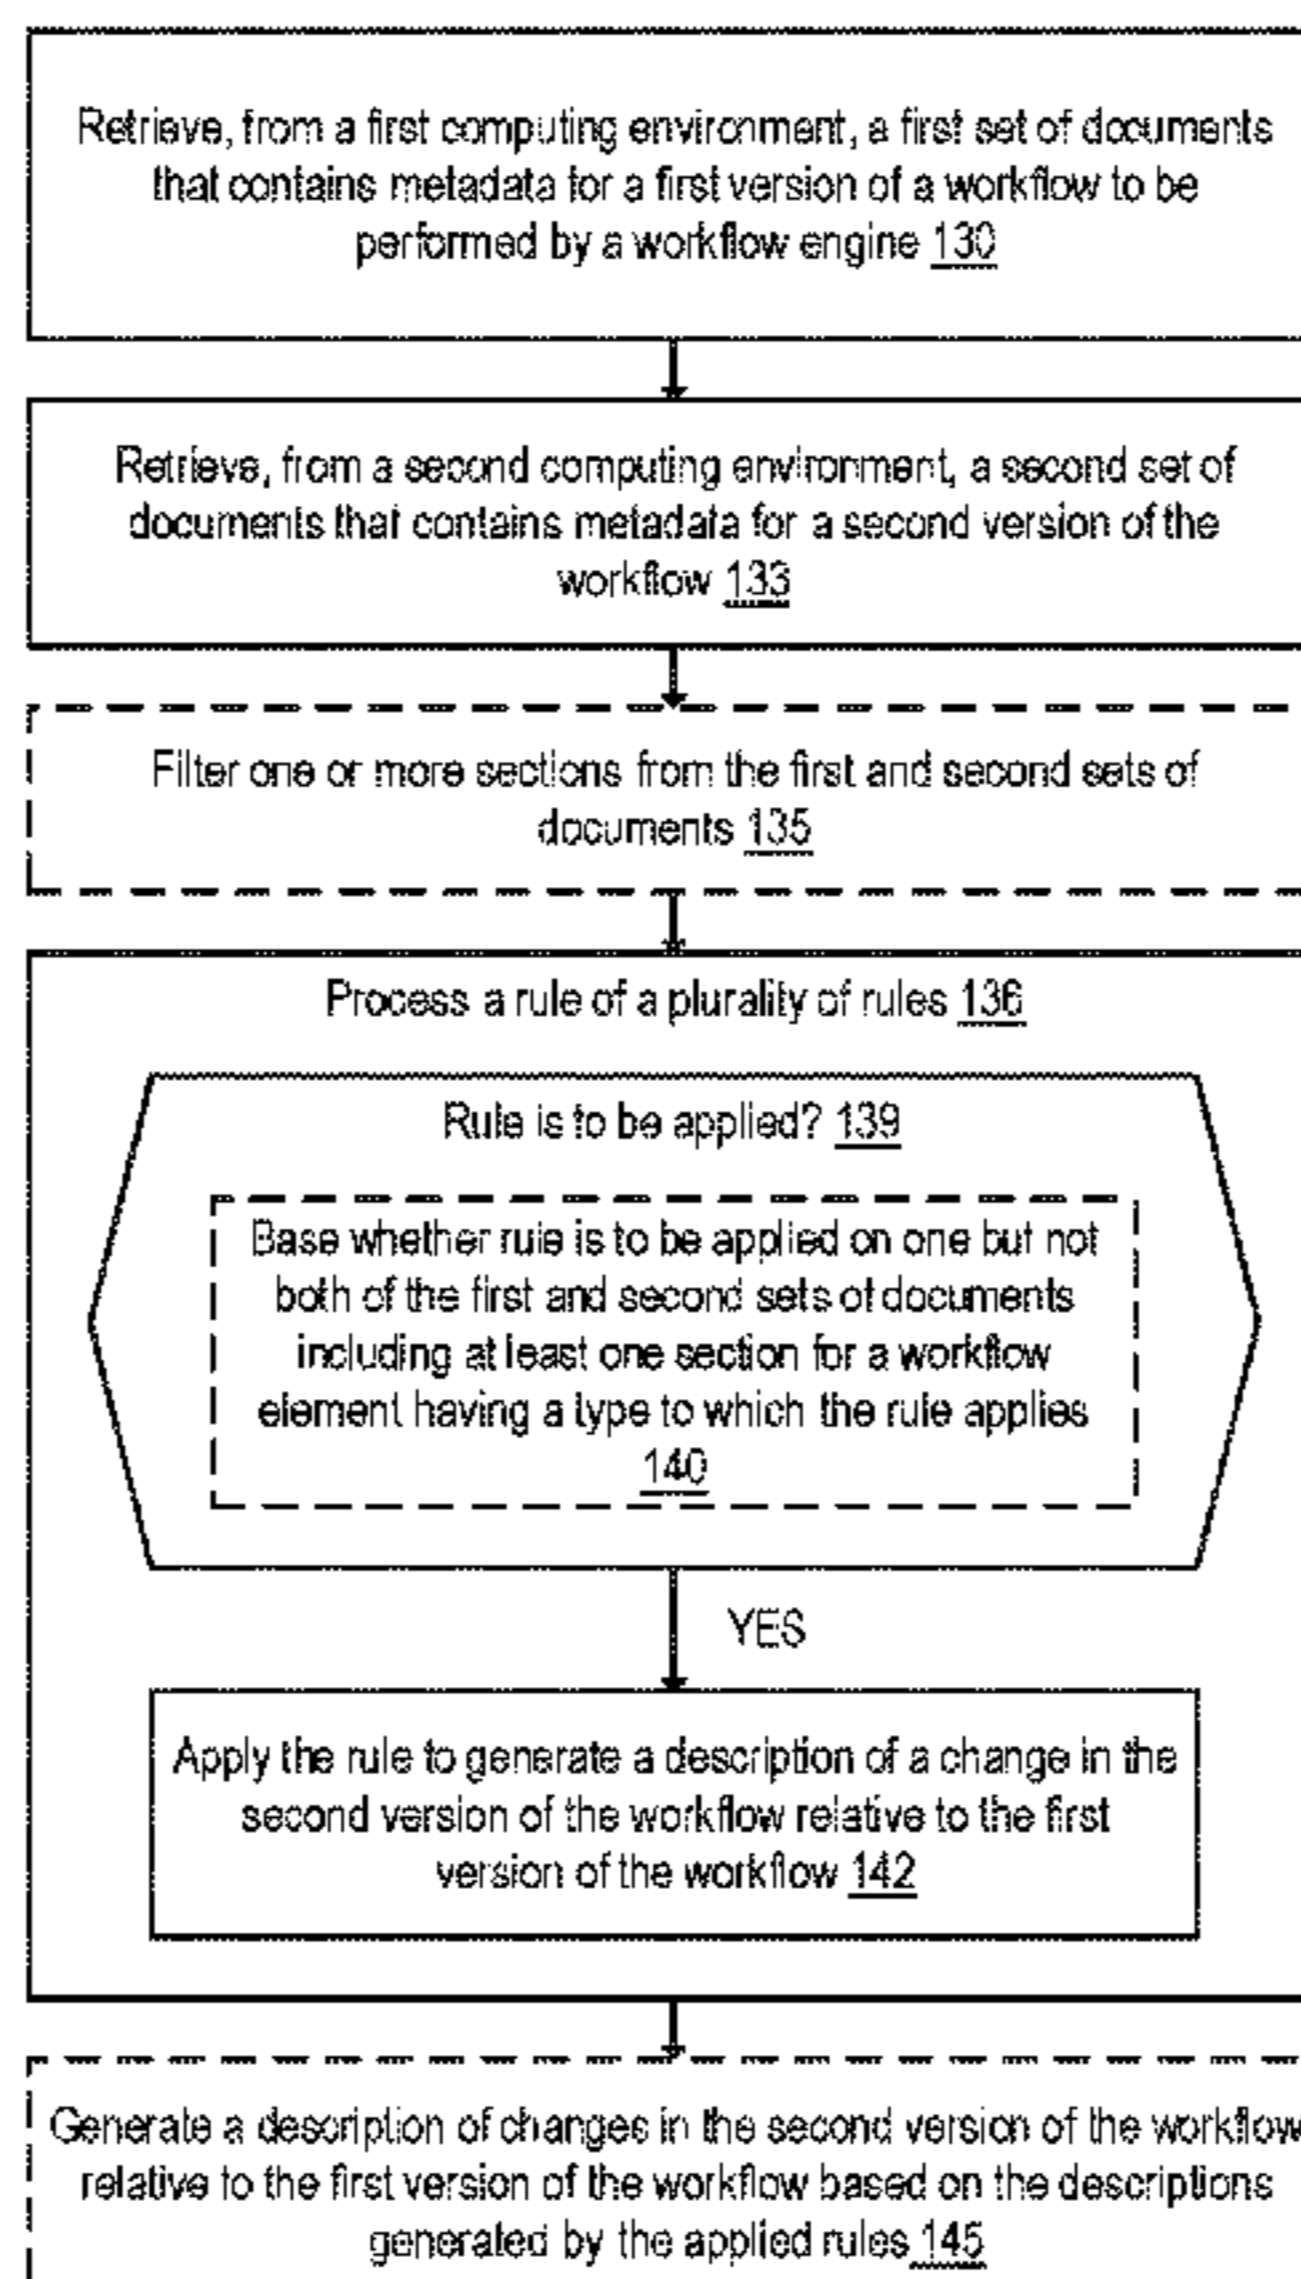 Retrieve, from a first computing environment, a first set of documents
that contains metadata for a first version of a workflow to be
performed by a workflow engine 130
Retrieve, from a second computing environment, a second set of
documents that contains metadata for a second version of the
workflow 133
Filter one or more sections from the first and second sets of
documents 135
Process a rule of a plurality of rules 136
Rule is to be applied? 139
Base whether rule is to be applied on one but not
both of the first and second sets of documents
including at least one section for a workflow
element having a type to which the rule applies
140
YES
Apply the rule to generate a description of a change in the
second version of the workflow relative to the first
version of the workflow 142
Generate a description of changes in the second version of the workflow
relative to the first version of the workflow based on the descriptions
generated by the applied rules 145